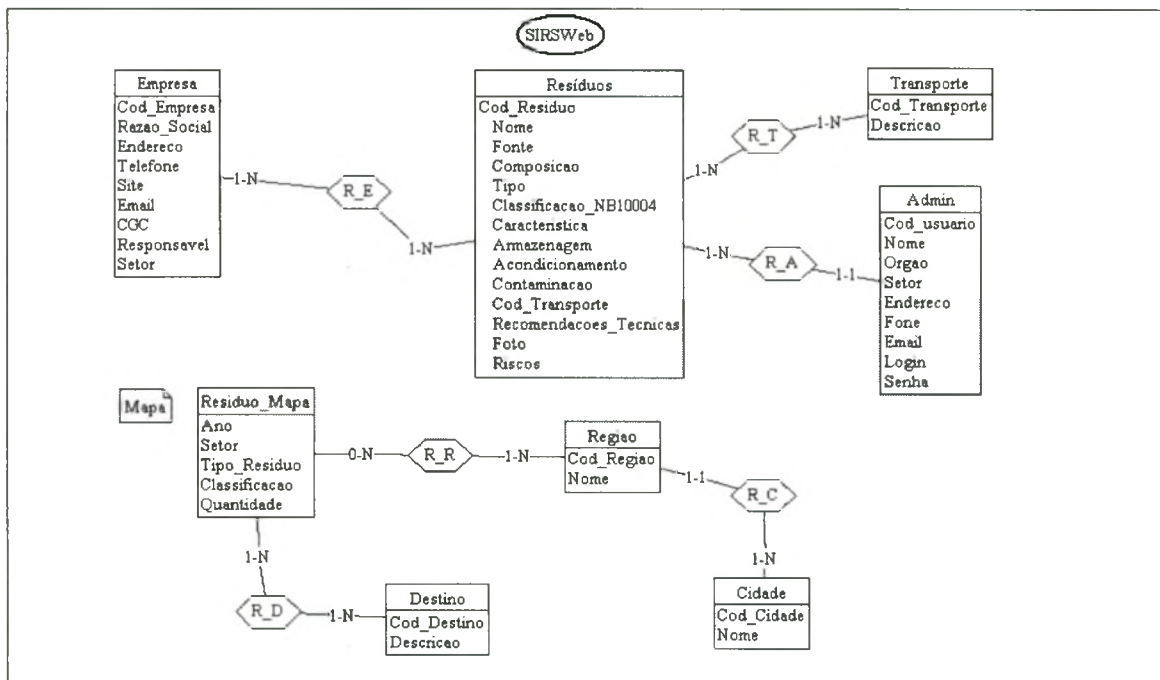 SIRSWeb
Empresa
Cod_Empresa
Razao_Social
Endereco
Telefone
Site
Email
CGC
Responsavel
Setor
1-N
R_E
1-N
Resíduos
Cod_Residuo
Nome
Fonte
Composicao
Tipo
Classificacao_NB10004
Caracteristica
Armazenagem
Acondicionamento
Contaminacao
Cod_Transporte
Recomendacoes_Tecnicas
Foto
Riscos
1-N
R_T
1-N
Transporte
Cod_Transporte
Descricao
1-N
R_A
1-1
Admin
Cod_usuario
Nome
Orgao
Setor
Endereco
Fone
Email
Login
Senha
Mapa
Residuo_Mapa
Ano
Setor
Tipo_Residuo
Classificacao
Quantidade
0-N
R_R
1-N
Regiao
Cod_Regiao
Nome
1-1
R_C
1-N
Cidade
Cod_Cidade
Nome
1-N
R_D
1-N
Destino
Cod_Destino
Descricao